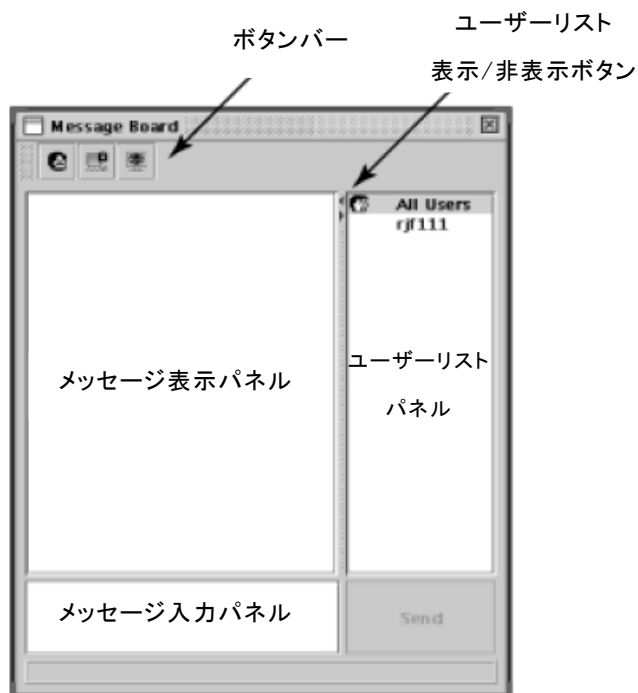 ボタンバー
ユーザーリスト
表示/非表示ボタン
Message Board
All Users
rjf111
メッセージ表示パネル
ユーザーリスト
パネル
メッセージ入力パネル
Send